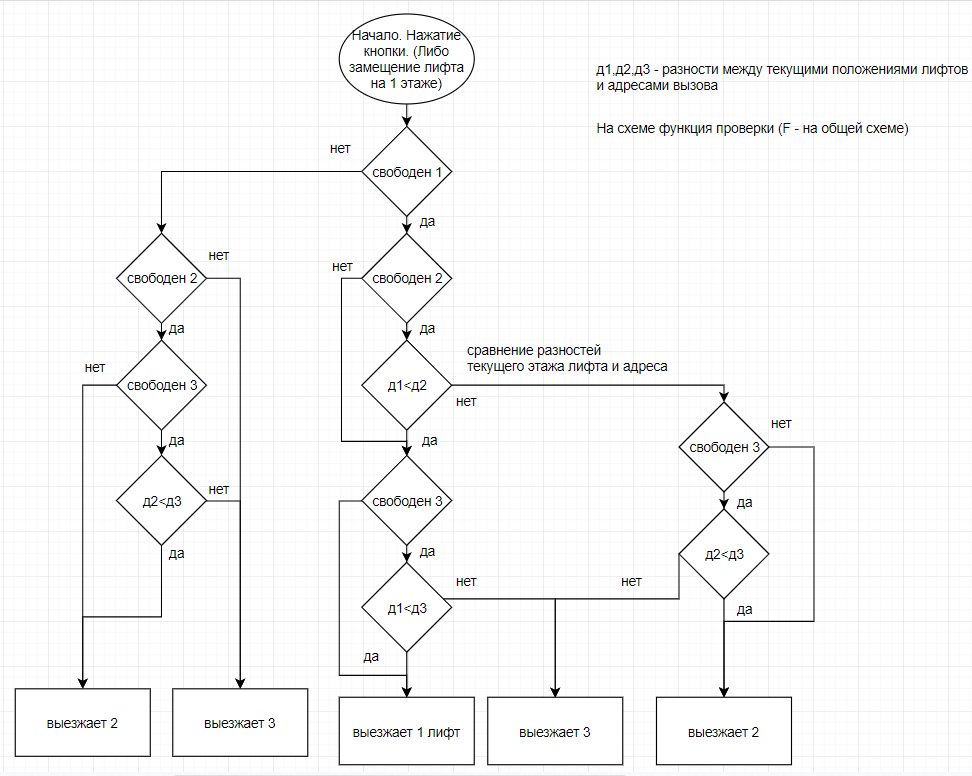 Начало. Нажатие
кнопки. (Либо
замещение лифта
на 1 этаже)
д1,д2,д3 - разности между текущими положениями лифтов
и адресами вызова
На схеме функция проверки (F - на общей схеме)
нет
свободен 1
да
нет
свободен 2
да
нет
свободен 2
да
сравнение разностей
текущего этажа лифта и адреса
нет
свободен 3
да
д1<д2
нет
да
нет
свободен 3
да
нет
д2<д3
да
свободен 3
да
д2<д3
нет
да
нет
д1<д3
да
выезжает 2
выезжает 3
выезжает 1 лифт
выезжает 3
выезжает 2